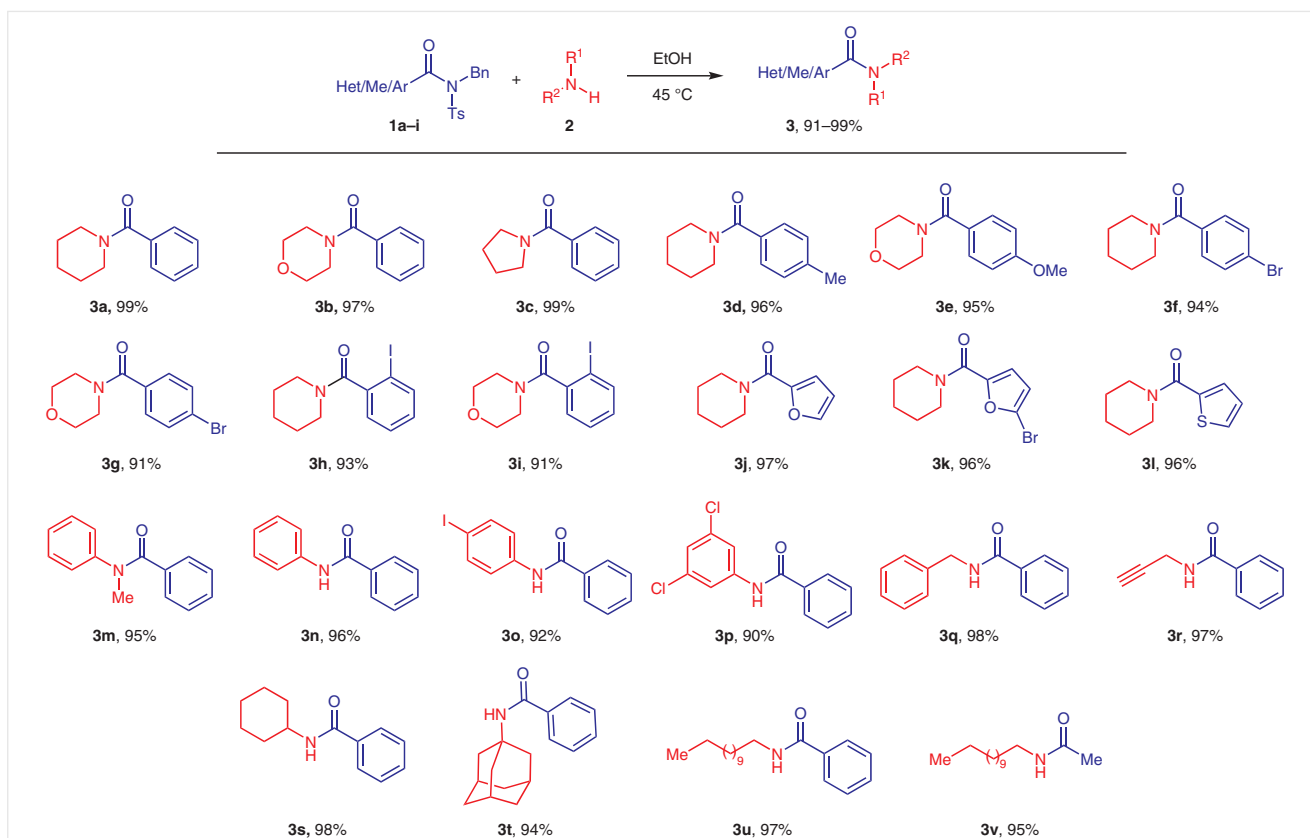 O
Het/Me/Ar
N
Bn
Ts
1a–i
+
R1
N
R2
H
2
EtOH
45 °C
O
Het/Me/Ar
N
R2
R1
3, 91–99%
O
N
3a, 99%
O
N
O
3b, 97%
O
N
3c, 99%
O
N
Me
3d, 96%
O
N
O
OMe
3e, 95%
O
N
Br
3f, 94%
O
N
O
Br
3g, 91%
O
I
N
3h, 93%
O
I
N
O
3i, 91%
O
N
O
3j, 97%
O
N
O
Br
3k, 96%
O
N
S
3l, 96%
O
N
Me
3m, 95%
O
N
H
3n, 96%
I
O
N
H
3o, 92%
Cl
O
Cl
N
H
3p, 90%
O
N
H
3q, 98%
O
N
H
3r, 97%
O
N
H
3s, 98%
O
HN
3t, 94%
O
Me
( )9
N
H
3u, 97%
O
Me
( )9
N
H
Me
3v, 95%